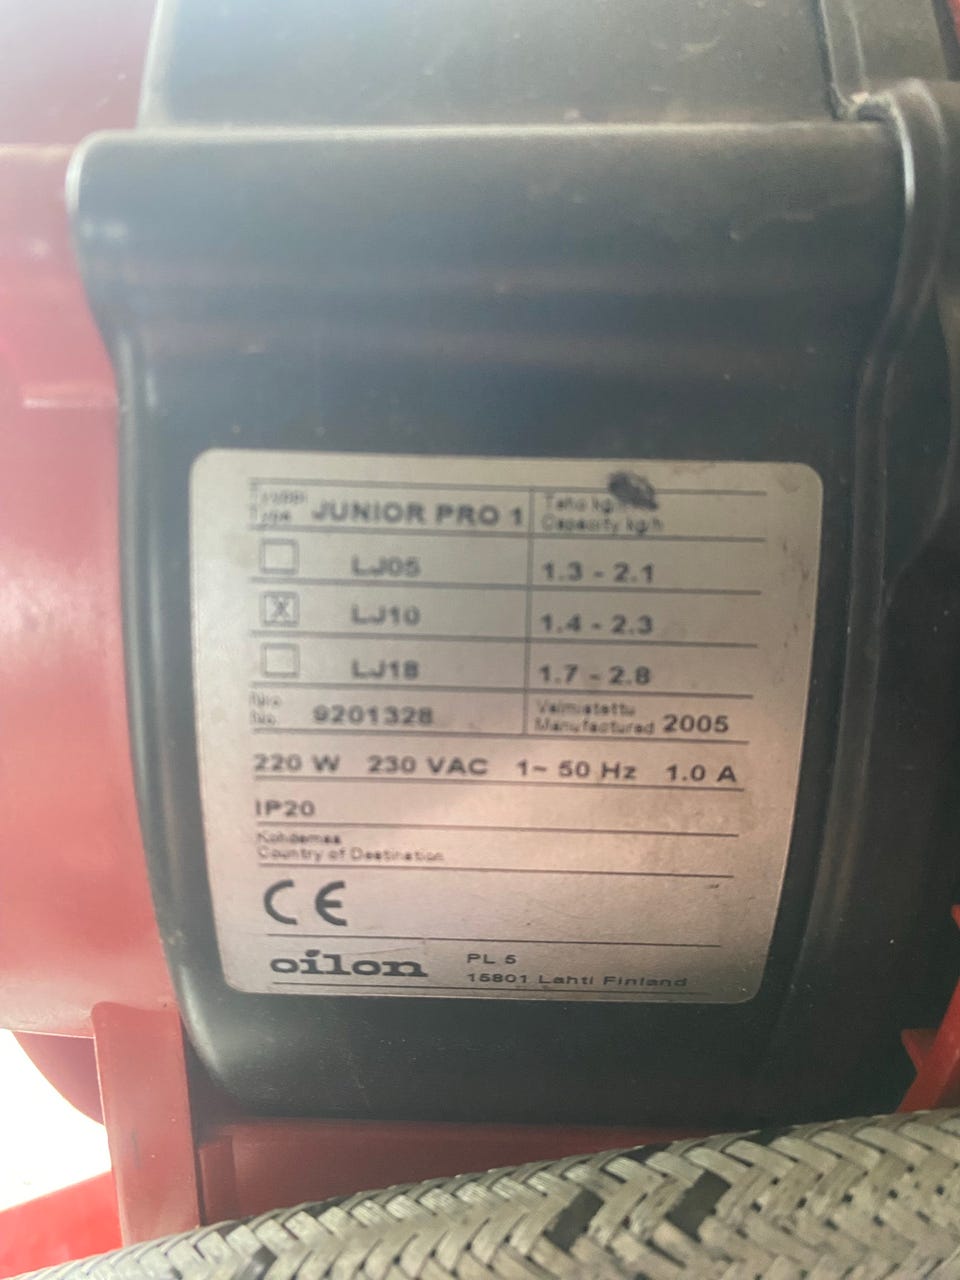 Tyyppi
Type JUNIOR PRO 1
Teho kg/h
Capacity kg/h
LJ05 1.3 - 2.1
X LJ10 1.4 - 2.3
LJ18 1.7 - 2.8
Nro
No. 9201328
Valmistettu
Manufactured 2005
220 W 230 VAC 1~ 50 Hz 1.0 A
IP20
Kohdemaa
Country of Destination
CE
oilon
PL 5
15801 Lahti Finland